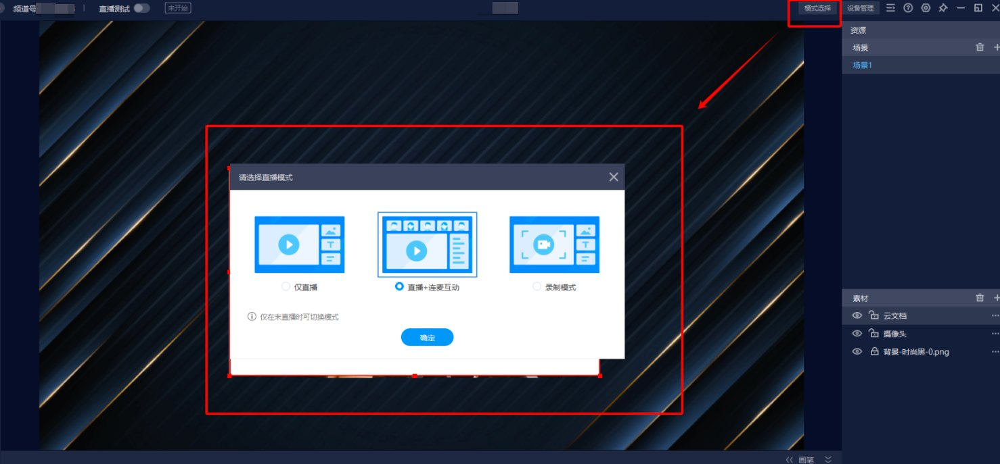 频道号
直播测试
未开始
模式选择
设备管理
资源
场景
场景1
请选择直播模式
仅直播
直播+连麦互动
录制模式
仅在未直播时可切换模式
确定
素材
云文档
摄像头
背景-时尚黑-0.png
画笔